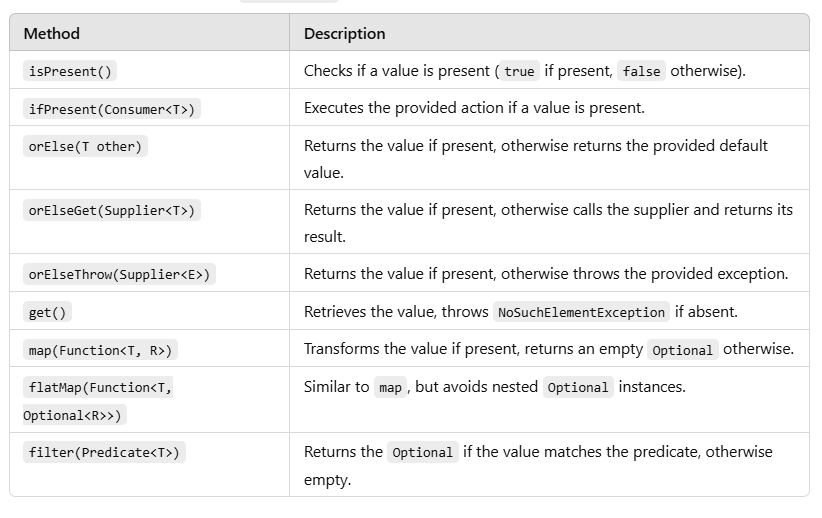 Method Description
isPresent() Checks if a value is present ( true if present, false otherwise).
ifPresent(Consumer<T>) Executes the provided action if a value is present.
orElse(T other) Returns the value if present, otherwise returns the provided default
value.
orElseGet(Supplier<T>) Returns the value if present, otherwise calls the supplier and returns its
result.
orElseThrow(Supplier<E>) Returns the value if present, otherwise throws the provided exception.
get() Retrieves the value, throws NoSuchElementException if absent.
map(Function<T, R>) Transforms the value if present, returns an empty Optional otherwise.
flatMap(Function<T, Similar to map , but avoids nested Optional instances.
Optional<R>>)
filter(Predicate<T>) Returns the Optional if the value matches the predicate, otherwise
empty.